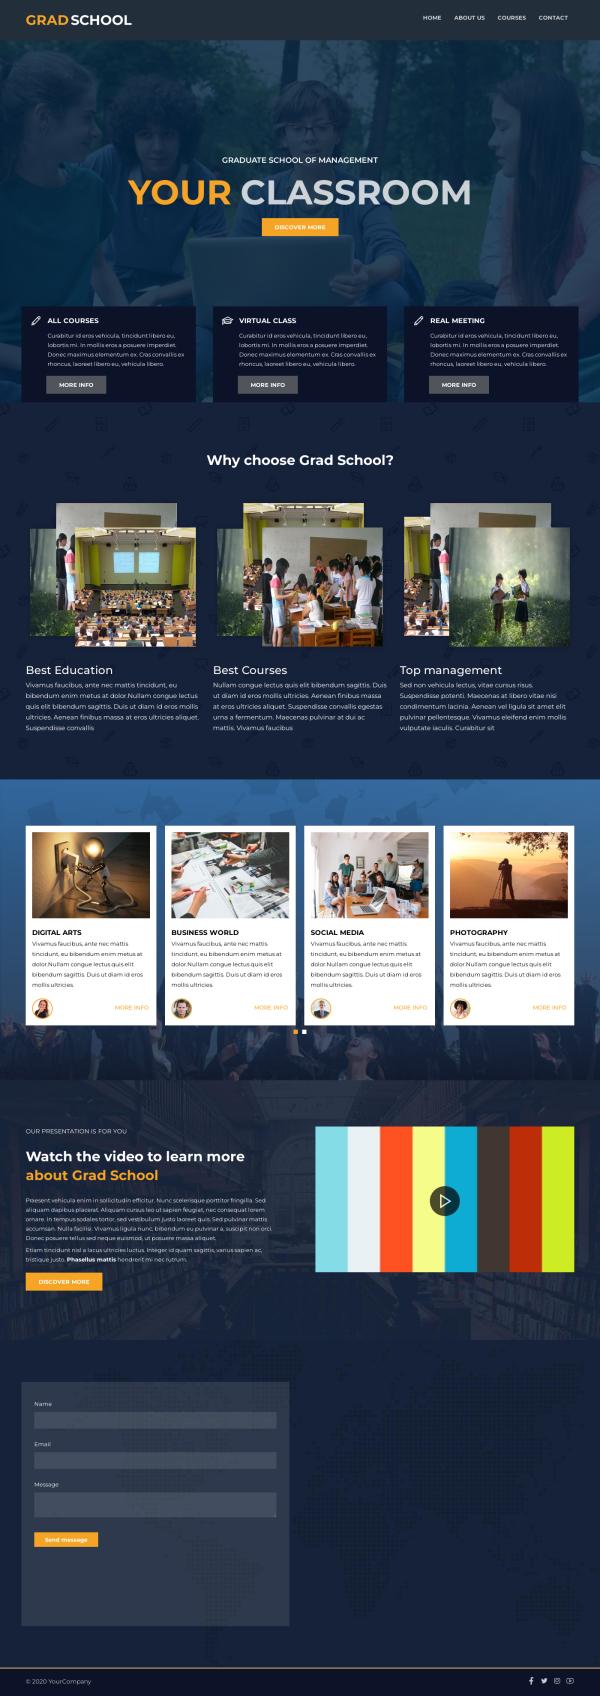 GRAD SCHOOL
HOME ABOUT US COURSES CONTACT
GRADUATE SCHOOL OF MANAGEMENT
YOUR CLASSROOM
DISCOVER MORE
ALL COURSES
Curabitur id eros vehicula, tincidunt libero eu,
lobortis mi. In mollis eros a posuere imperdiet.
Donec maximus elementum ex. Cras convallis ex
rhoncus, laoreet libero eu, vehicula libero.
MORE INFO
VIRTUAL CLASS
Curabitur id eros vehicula, tincidunt libero eu,
lobortis mi. In mollis eros a posuere imperdiet.
Donec maximus elementum ex. Cras convallis ex
rhoncus, laoreet libero eu, vehicula libero.
MORE INFO
REAL MEETING
Curabitur id eros vehicula, tincidunt libero eu,
lobortis mi. In mollis eros a posuere imperdiet.
Donec maximus elementum ex. Cras convallis ex
rhoncus, laoreet libero eu, vehicula libero.
MORE INFO
Why choose Grad School?
Best Education
Vivamus faucibus, ante nec mattis tincidunt, eu
bibendum enim metus at dolor.Nullam congue lectus
quis elit bibendum sagittis. Duis ut diam id eros mollis
ultricies. Aenean finibus massa at eros ultricies aliquet.
Suspendisse convallis
Best Courses
Nullam congue lectus quis elit bibendum sagittis. Duis
ut diam id eros mollis ultricies. Aenean finibus massa
at eros ultricies aliquet. Suspendisse convallis egestas
urna a fermentum. Maecenas pulvinar at dui ac
mattis. Vivamus faucibus
Top management
Sed non vehicula lectus, vitae cursus risus.
Suspendisse potenti. Maecenas at libero vitae nisi
condimentum lacinia. Aenean vel ligula sit amet elit
pulvinar pellentesque. Vivamus eleifend enim mollis
vulputate iaculis. Curabitur sit
DIGITAL ARTS
Vivamus faucibus, ante nec mattis
tincidunt, eu bibendum enim metus at
dolor.Nullam congue lectus quis elit
bibendum sagittis. Duis ut diam id eros
mollis ultricies.
MORE INFO
BUSINESS WORLD
Vivamus faucibus, ante nec mattis
tincidunt, eu bibendum enim metus at
dolor.Nullam congue lectus quis elit
bibendum sagittis. Duis ut diam id eros
mollis ultricies.
MORE INFO
SOCIAL MEDIA
Vivamus faucibus, ante nec mattis
tincidunt, eu bibendum enim metus at
dolor.Nullam congue lectus quis elit
bibendum sagittis. Duis ut diam id eros
mollis ultricies.
MORE INFO
PHOTOGRAPHY
Vivamus faucibus, ante nec mattis
tincidunt, eu bibendum enim metus at
dolor.Nullam congue lectus quis elit
bibendum sagittis. Duis ut diam id eros
mollis ultricies.
MORE INFO
OUR PRESENTATION IS FOR YOU
Watch the video to learn more
about Grad School
Praesent vehicula enim in sollicitudin efficitur. Nunc scelerisque porttitor fringilla. Sed
aliquam dapibus placerat. Aliquam cursus leo ut sapien feugiat, nec consequat lorem
ornare. In tempus sodales tortor, sed vestibulum justo laoreet quis. Sed pulvinar mattis
accumsan. Nulla facilisi. Vivamus ligula nunc, bibendum eu pulvinar a, suscipit non orci.
Donec posuere tellus sed neque euismod, ut posuere massa aliquet.
Etiam tincidunt nisl a lacus ultricies luctus. Integer id quam sagittis, varius sapien ac,
tristique justo. Phasellus mattis hendrerit mi nec rutrum.
DISCOVER MORE
Name
Email
Message
Send message
© 2020 YourCompany